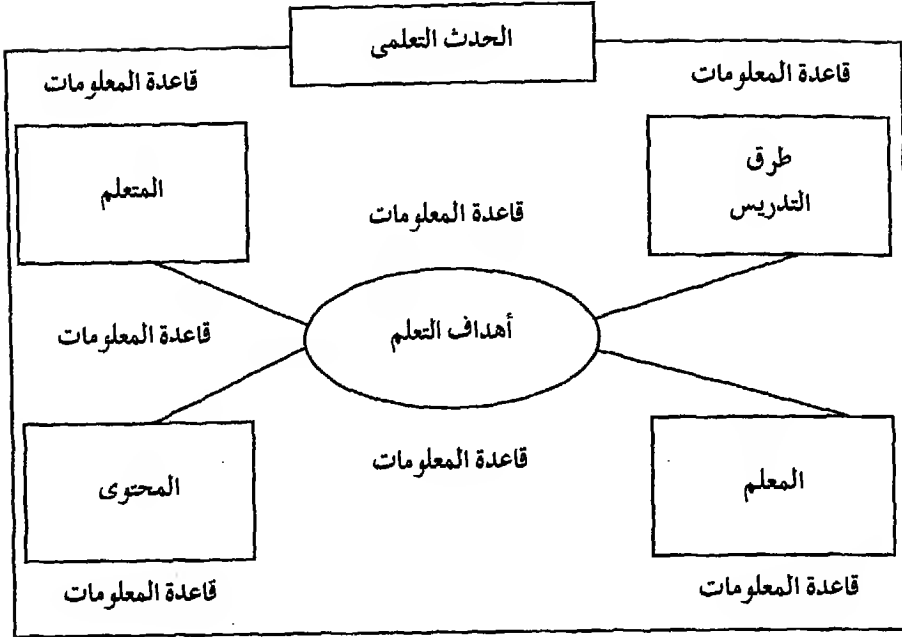 الحدث التعلمى
قاعدة المعلومات
قاعدة المعلومات
طرق
التدريس
المتعلم
قاعدة المعلومات
أهداف التعلم
قاعدة المعلومات
المعلم
المحتوى
قاعدة المعلومات
قاعدة المعلومات
قاعدة المعلومات